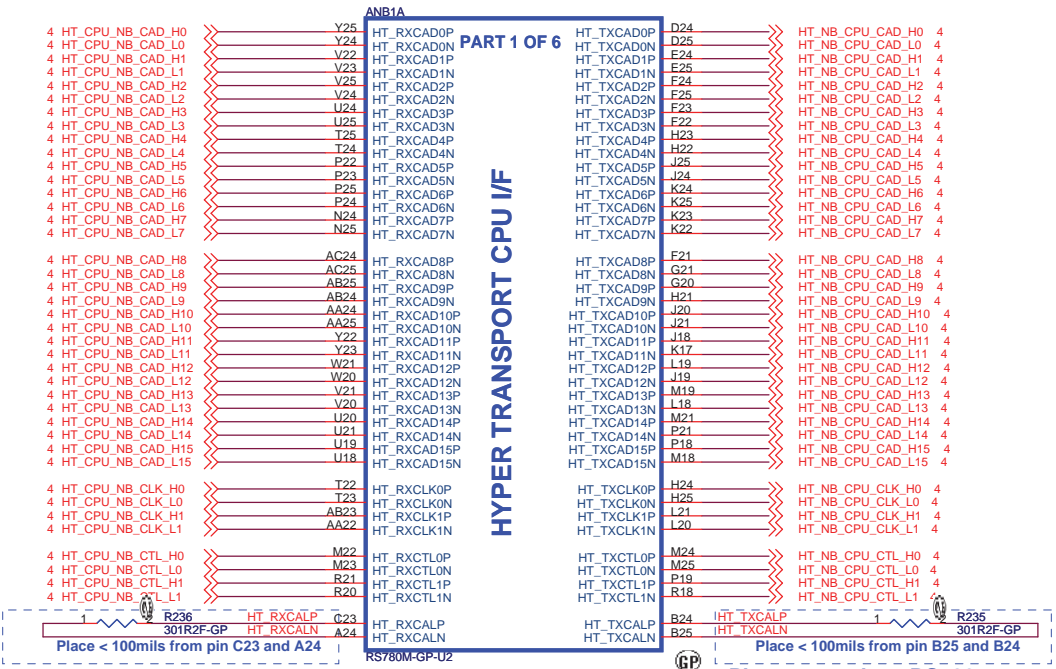 ANB1A
PART 1 OF 6
HYPER TRANSPORT CPU I/F
4 HT_CPU_NB_CAD_H0 Y25 HT_RXCAD0P HT_TXCAD0P D24 HT_NB_CPU_CAD_H0 4
4 HT_CPU_NB_CAD_L0 Y24 HT_RXCAD0N HT_TXCAD0N D25 HT_NB_CPU_CAD_L0 4
4 HT_CPU_NB_CAD_H1 V22 HT_RXCAD1P HT_TXCAD1P E24 HT_NB_CPU_CAD_H1 4
4 HT_CPU_NB_CAD_L1 V23 HT_RXCAD1N HT_TXCAD1N E25 HT_NB_CPU_CAD_L1 4
4 HT_CPU_NB_CAD_H2 V25 HT_RXCAD2P HT_TXCAD2P F24 HT_NB_CPU_CAD_H2 4
4 HT_CPU_NB_CAD_L2 V24 HT_RXCAD2N HT_TXCAD2N F25 HT_NB_CPU_CAD_L2 4
4 HT_CPU_NB_CAD_H3 U24 HT_RXCAD3P HT_TXCAD3P F23 HT_NB_CPU_CAD_H3 4
4 HT_CPU_NB_CAD_L3 U25 HT_RXCAD3N HT_TXCAD3N F22 HT_NB_CPU_CAD_L3 4
4 HT_CPU_NB_CAD_H4 T25 HT_RXCAD4P HT_TXCAD4P H23 HT_NB_CPU_CAD_H4 4
4 HT_CPU_NB_CAD_L4 T24 HT_RXCAD4N HT_TXCAD4N H22 HT_NB_CPU_CAD_L4 4
4 HT_CPU_NB_CAD_H5 P22 HT_RXCAD5P HT_TXCAD5P J25 HT_NB_CPU_CAD_H5 4
4 HT_CPU_NB_CAD_L5 P23 HT_RXCAD5N HT_TXCAD5N J24 HT_NB_CPU_CAD_L5 4
4 HT_CPU_NB_CAD_H6 P25 HT_RXCAD6P HT_TXCAD6P K24 HT_NB_CPU_CAD_H6 4
4 HT_CPU_NB_CAD_L6 P24 HT_RXCAD6N HT_TXCAD6N K25 HT_NB_CPU_CAD_L6 4
4 HT_CPU_NB_CAD_H7 N24 HT_RXCAD7P HT_TXCAD7P K23 HT_NB_CPU_CAD_H7 4
4 HT_CPU_NB_CAD_L7 N25 HT_RXCAD7N HT_TXCAD7N K22 HT_NB_CPU_CAD_L7 4
4 HT_CPU_NB_CAD_H8 AC24 HT_RXCAD8P HT_TXCAD8P F21 HT_NB_CPU_CAD_H8 4
4 HT_CPU_NB_CAD_L8 AC25 HT_RXCAD8N HT_TXCAD8N G21 HT_NB_CPU_CAD_L8 4
4 HT_CPU_NB_CAD_H9 AB25 HT_RXCAD9P HT_TXCAD9P G20 HT_NB_CPU_CAD_H9 4
4 HT_CPU_NB_CAD_L9 AB24 HT_RXCAD9N HT_TXCAD9N H21 HT_NB_CPU_CAD_L9 4
4 HT_CPU_NB_CAD_H10 AA24 HT_RXCAD10P HT_TXCAD10P J20 HT_NB_CPU_CAD_H10 4
4 HT_CPU_NB_CAD_L10 AA25 HT_RXCAD10N HT_TXCAD10N J21 HT_NB_CPU_CAD_L10 4
4 HT_CPU_NB_CAD_H11 Y22 HT_RXCAD11P HT_TXCAD11P J18 HT_NB_CPU_CAD_H11 4
4 HT_CPU_NB_CAD_L11 Y23 HT_RXCAD11N HT_TXCAD11N K17 HT_NB_CPU_CAD_L11 4
4 HT_CPU_NB_CAD_H12 W21 HT_RXCAD12P HT_TXCAD12P L19 HT_NB_CPU_CAD_H12 4
4 HT_CPU_NB_CAD_L12 W20 HT_RXCAD12N HT_TXCAD12N J19 HT_NB_CPU_CAD_L12 4
4 HT_CPU_NB_CAD_H13 V21 HT_RXCAD13P HT_TXCAD13P M19 HT_NB_CPU_CAD_H13 4
4 HT_CPU_NB_CAD_L13 V20 HT_RXCAD13N HT_TXCAD13N L18 HT_NB_CPU_CAD_L13 4
4 HT_CPU_NB_CAD_H14 U20 HT_RXCAD14P HT_TXCAD14P M21 HT_NB_CPU_CAD_H14 4
4 HT_CPU_NB_CAD_L14 U21 HT_RXCAD14N HT_TXCAD14N P21 HT_NB_CPU_CAD_L14 4
4 HT_CPU_NB_CAD_H15 U19 HT_RXCAD15P HT_TXCAD15P P18 HT_NB_CPU_CAD_H15 4
4 HT_CPU_NB_CAD_L15 U18 HT_RXCAD15N HT_TXCAD15N M18 HT_NB_CPU_CAD_L15 4
4 HT_CPU_NB_CLK_H0 T22 HT_RXCLK0P HT_TXCLK0P H24 HT_NB_CPU_CLK_H0 4
4 HT_CPU_NB_CLK_L0 T23 HT_RXCLK0N HT_TXCLK0N H25 HT_NB_CPU_CLK_L0 4
4 HT_CPU_NB_CLK_H1 AB23 HT_RXCLK1P HT_TXCLK1P L21 HT_NB_CPU_CLK_H1 4
4 HT_CPU_NB_CLK_L1 AA22 HT_RXCLK1N HT_TXCLK1N L20 HT_NB_CPU_CLK_L1 4
4 HT_CPU_NB_CTL_H0 M22 HT_RXCTL0P HT_TXCTL0P M24 HT_NB_CPU_CTL_H0 4
4 HT_CPU_NB_CTL_L0 M23 HT_RXCTL0N HT_TXCTL0N M25 HT_NB_CPU_CTL_L0 4
4 HT_CPU_NB_CTL_H1 R21 HT_RXCTL1P HT_TXCTL1P P19 HT_NB_CPU_CTL_H1 4
4 HT_CPU_NB_CTL_L1 R20 HT_RXCTL1N HT_TXCTL1N R18 HT_NB_CPU_CTL_L1 4
1 2 R236 HT_RXCALP C23 HT_RXCALP HT_TXCALP B24 HT_TXCALP 1 2 R235
301R2F-GP HT_RXCALN A24 HT_RXCALN HT_TXCALN B25 HT_TXCALN 301R2F-GP
Place < 100mils from pin C23 and A24
Place < 100mils from pin B25 and B24
RS780M-GP-U2
GP